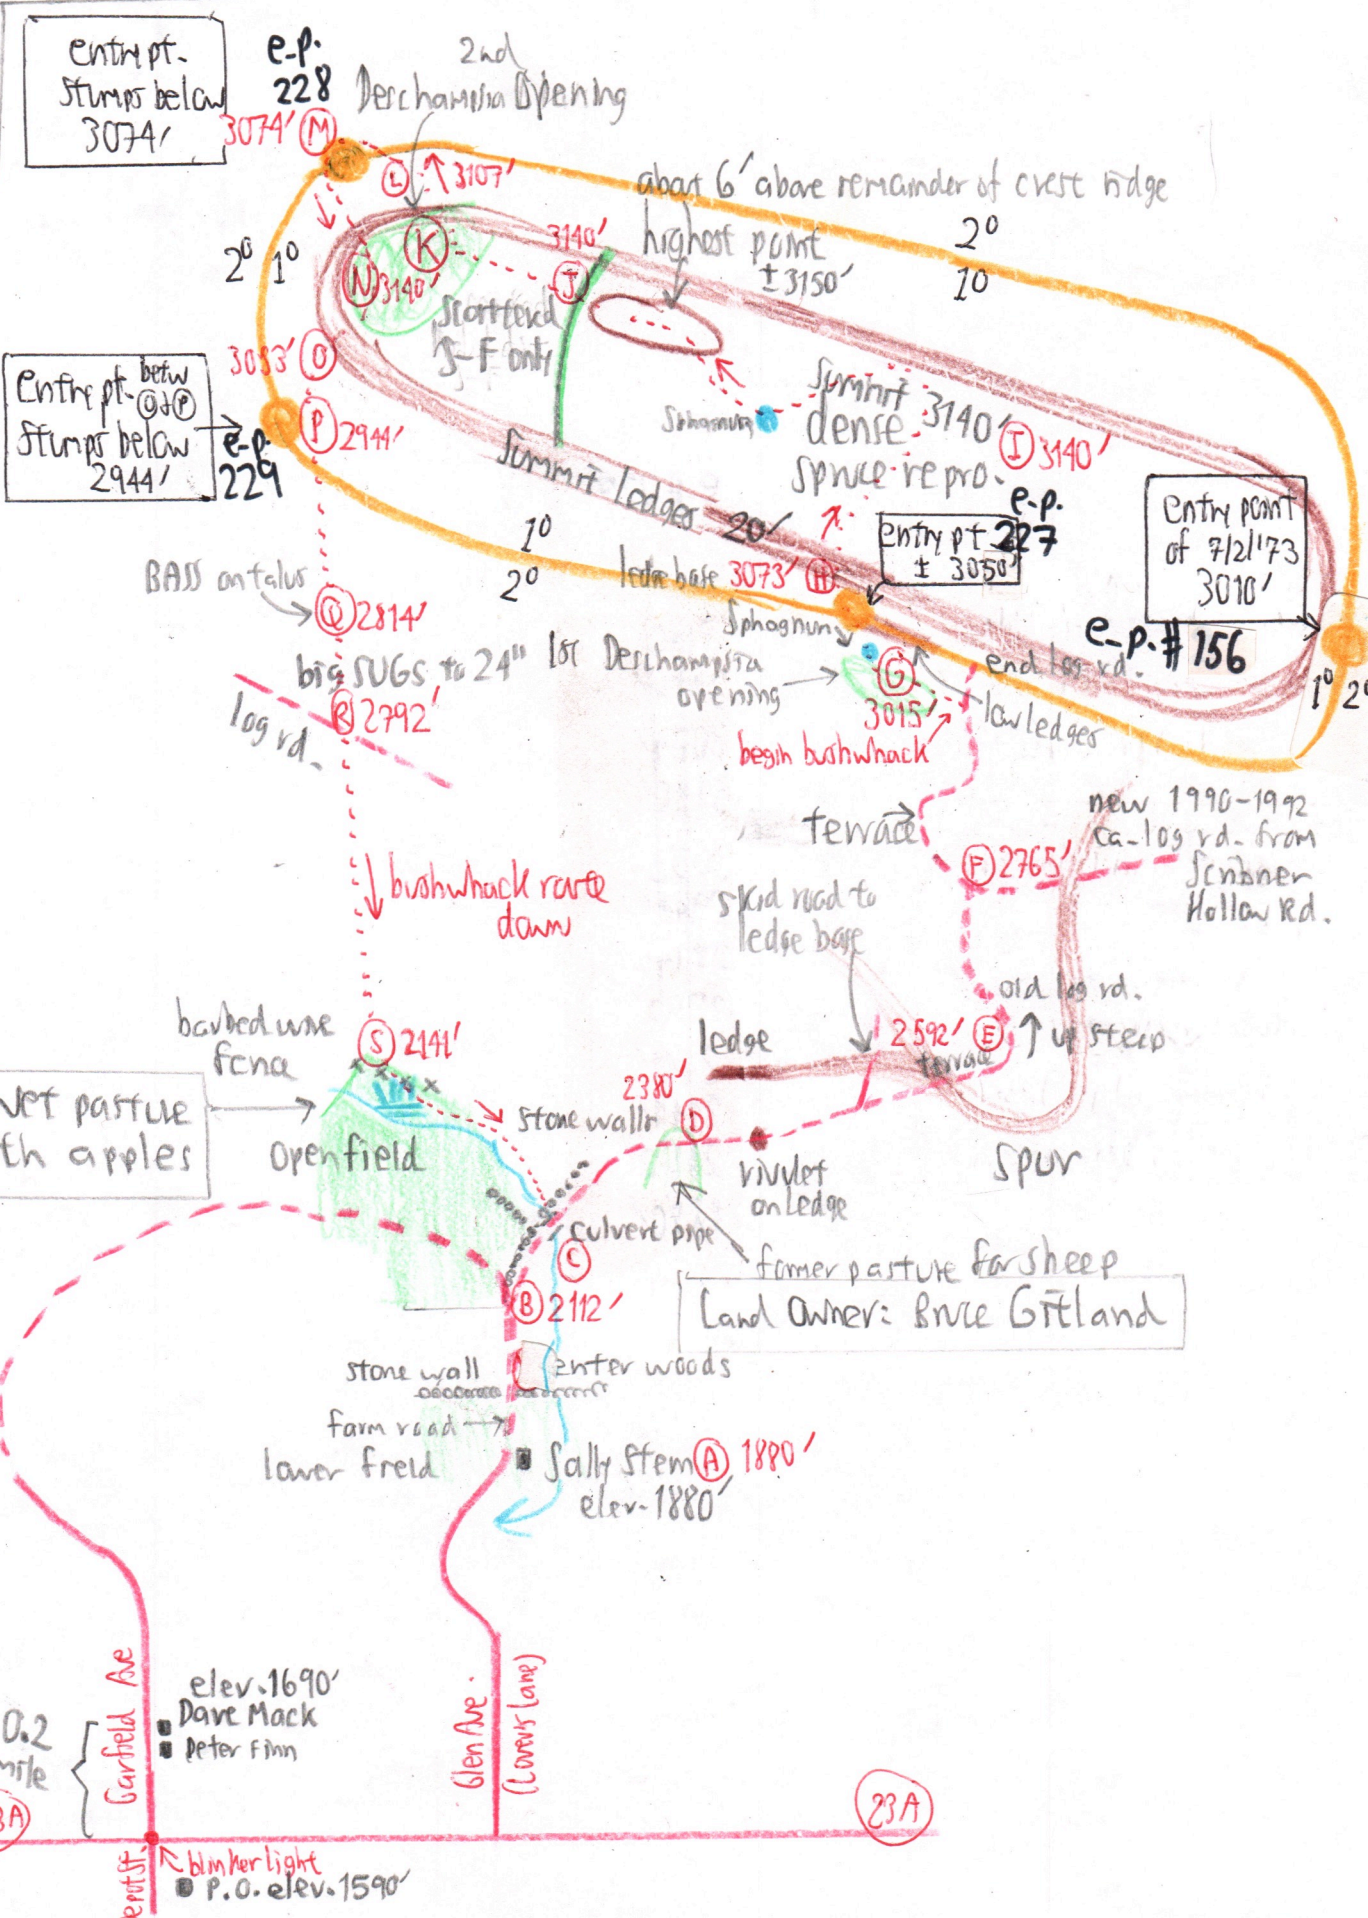 entry pt.
stumps below
3074'
e-p.
228
3074' M
2nd
Deschampsia Opening
L
3107'
about 6' above remainder of crest ridge
highest point
± 3150'
2°
1°
2° 1°
K
N 3140'
3140'
J
scattered
S-F only
3053' O
entry pt. betw
O + P
stumps below
2944'
e-p.
229
P 2944'
Sphagnum
summit 3140'
dense
spruce repro.
I 3140'
Summit Ledges 20'
1°
2°
e-p.
227
entry pt
± 3050'
entry point
of 7/2/'73
3010'
e-p. # 156
1° 2°
ledge base 3073' H
BASS on talus
Q 2814'
Sphagnum
1st Deschampsia
opening
G
3015'
end log rd.
low ledges
begin bushwhack
big SUGS to 24"
R 2792'
log rd.
terrace
F 2765'
new 1990-1992
ca. log rd. from
Scribner
Hollow Rd.
bushwhack route
down
skid road to
ledge base
old log rd.
barbed wire
fence
S 2141'
ledge
2592' E
up steep
terrace
2380'
D
stone walls
wet pasture
th apples
Open field
rivulet
on ledge
spur
culvert pipe
C
former pasture for sheep
Land Owner: Bruce Gitland
B 2112'
stone wall
enter woods
farm road
lower field
Sally Stem A 1880'
elev. 1880'
Garfield Ave
elev. 1690'
Dave Mack
Peter Finn
0.2
mile
Glen Ave.
(Lovers Lane)
3A
23A
blinker light
P.O. elev. 1590'
epot St.